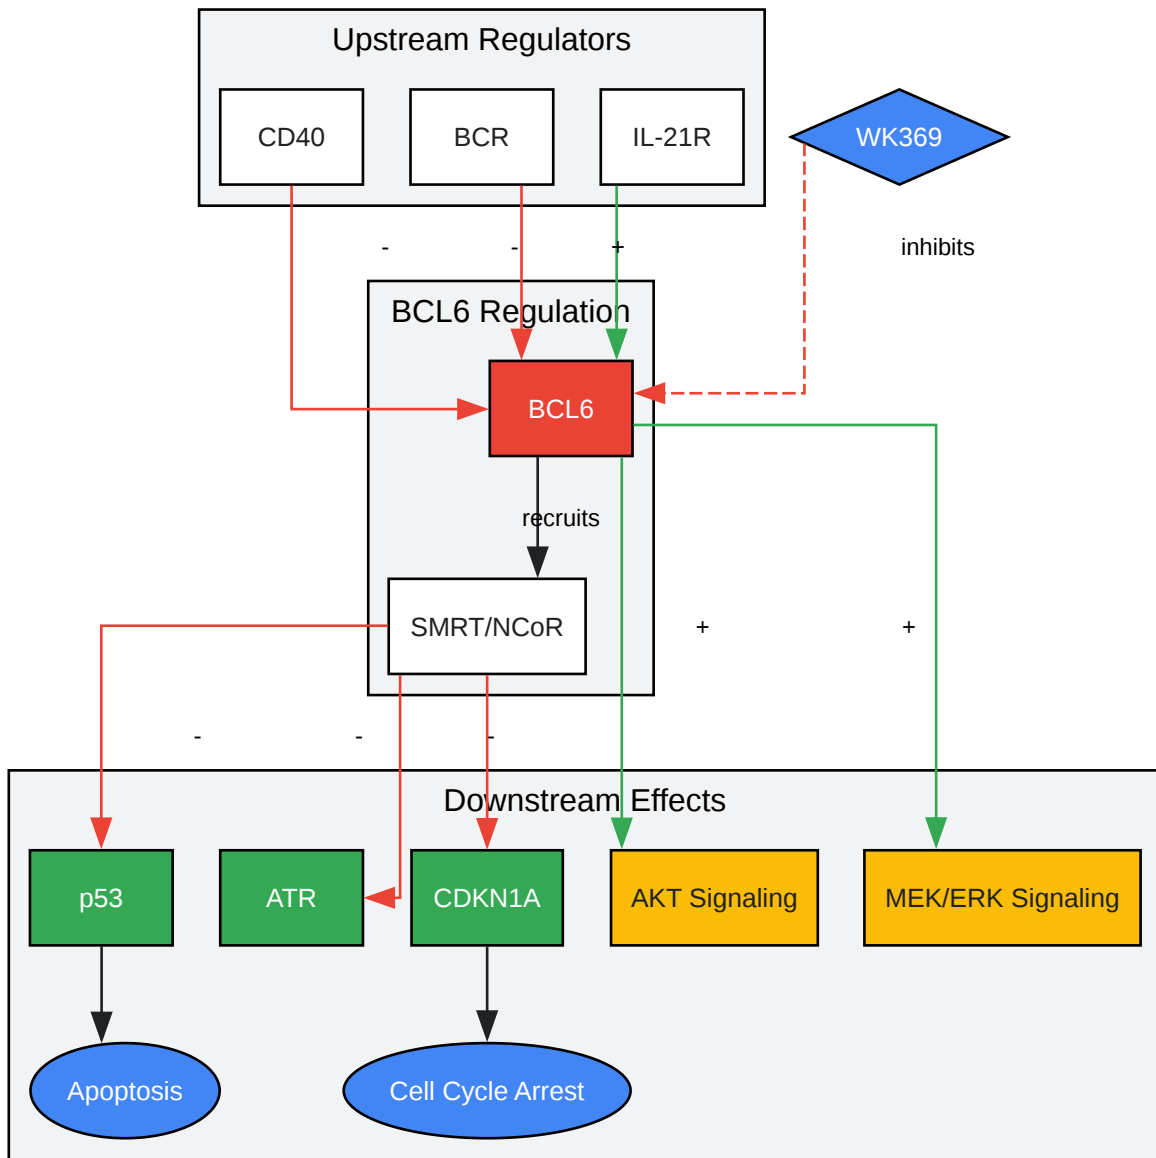 Upstream Regulators
CD40
BCR
IL-21R
WK369
-
-
+
inhibits
BCL6 Regulation
BCL6
recruits
SMRT/NCoR
+
+
-
-
-
Downstream Effects
p53
ATR
CDKN1A
AKT Signaling
MEK/ERK Signaling
Apoptosis
Cell Cycle Arrest